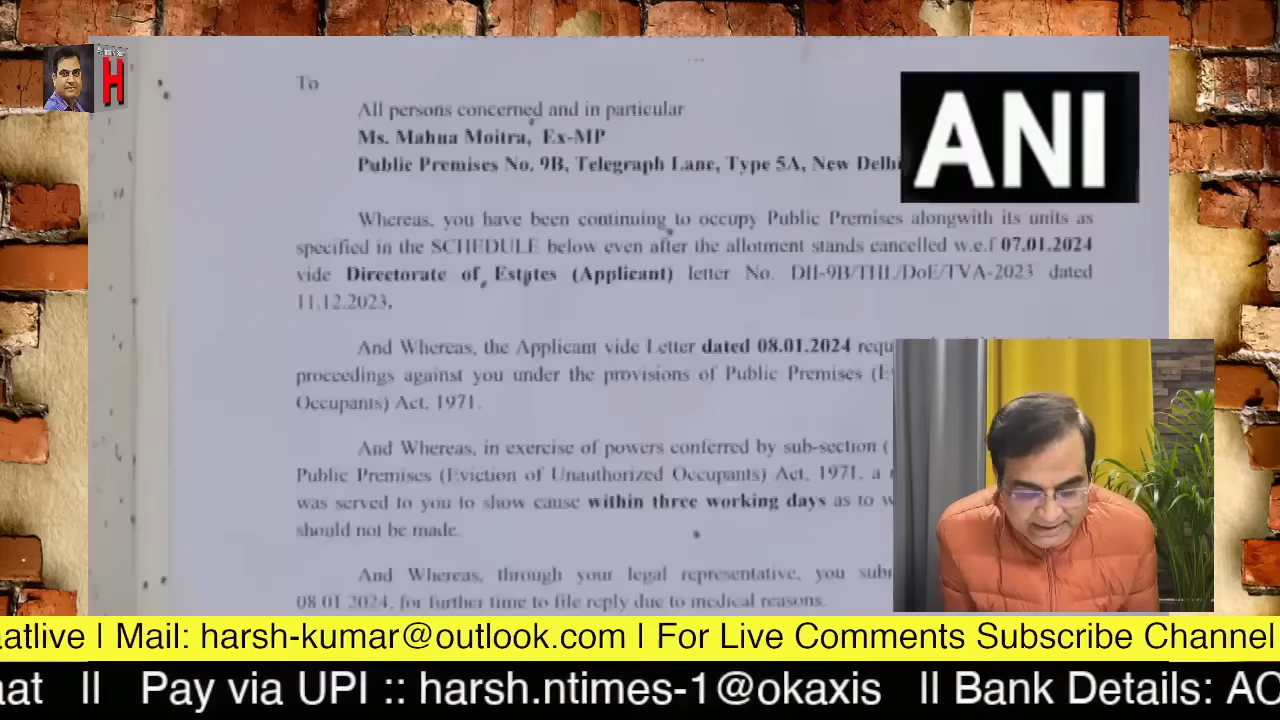 H
To
All persons concerned and in particular
Ms. Mahua Moitra, Ex-MP
Public Premises No. 9B, Telegraph Lane, Type 5A, New Delhi
ANI
Whereas, you have been continuing to occupy Public Premises alongwith its units as
specified in the SCHEDULE below even after the allotment stands cancelled w.e.f 07.01.2024
vide Directorate of Estates (Applicant) letter No. DII-9B/THL/DoE/TVA-2023 dated
11.12.2023.
And Whereas, the Applicant vide Letter dated 08.01.2024
proceedings against you under the provisions of Public Premises
Occupants) Act, 1971.
And Whereas, in exercise of powers conferred by sub-section (
Public Premises (Eviction of Unauthorized Occupants) Act, 1971, a
was served to you to show cause within three working days as to
should not be made.
And Whereas, through your legal representative, you
08.01.2024, for further time to file reply due to medical reasons.
aatlive | Mail: harsh-kumar@outlook.com | For Live Comments Subscribe Channel
aat || Pay via UPI :: harsh.ntimes-1@okaxis || Bank Details: AC